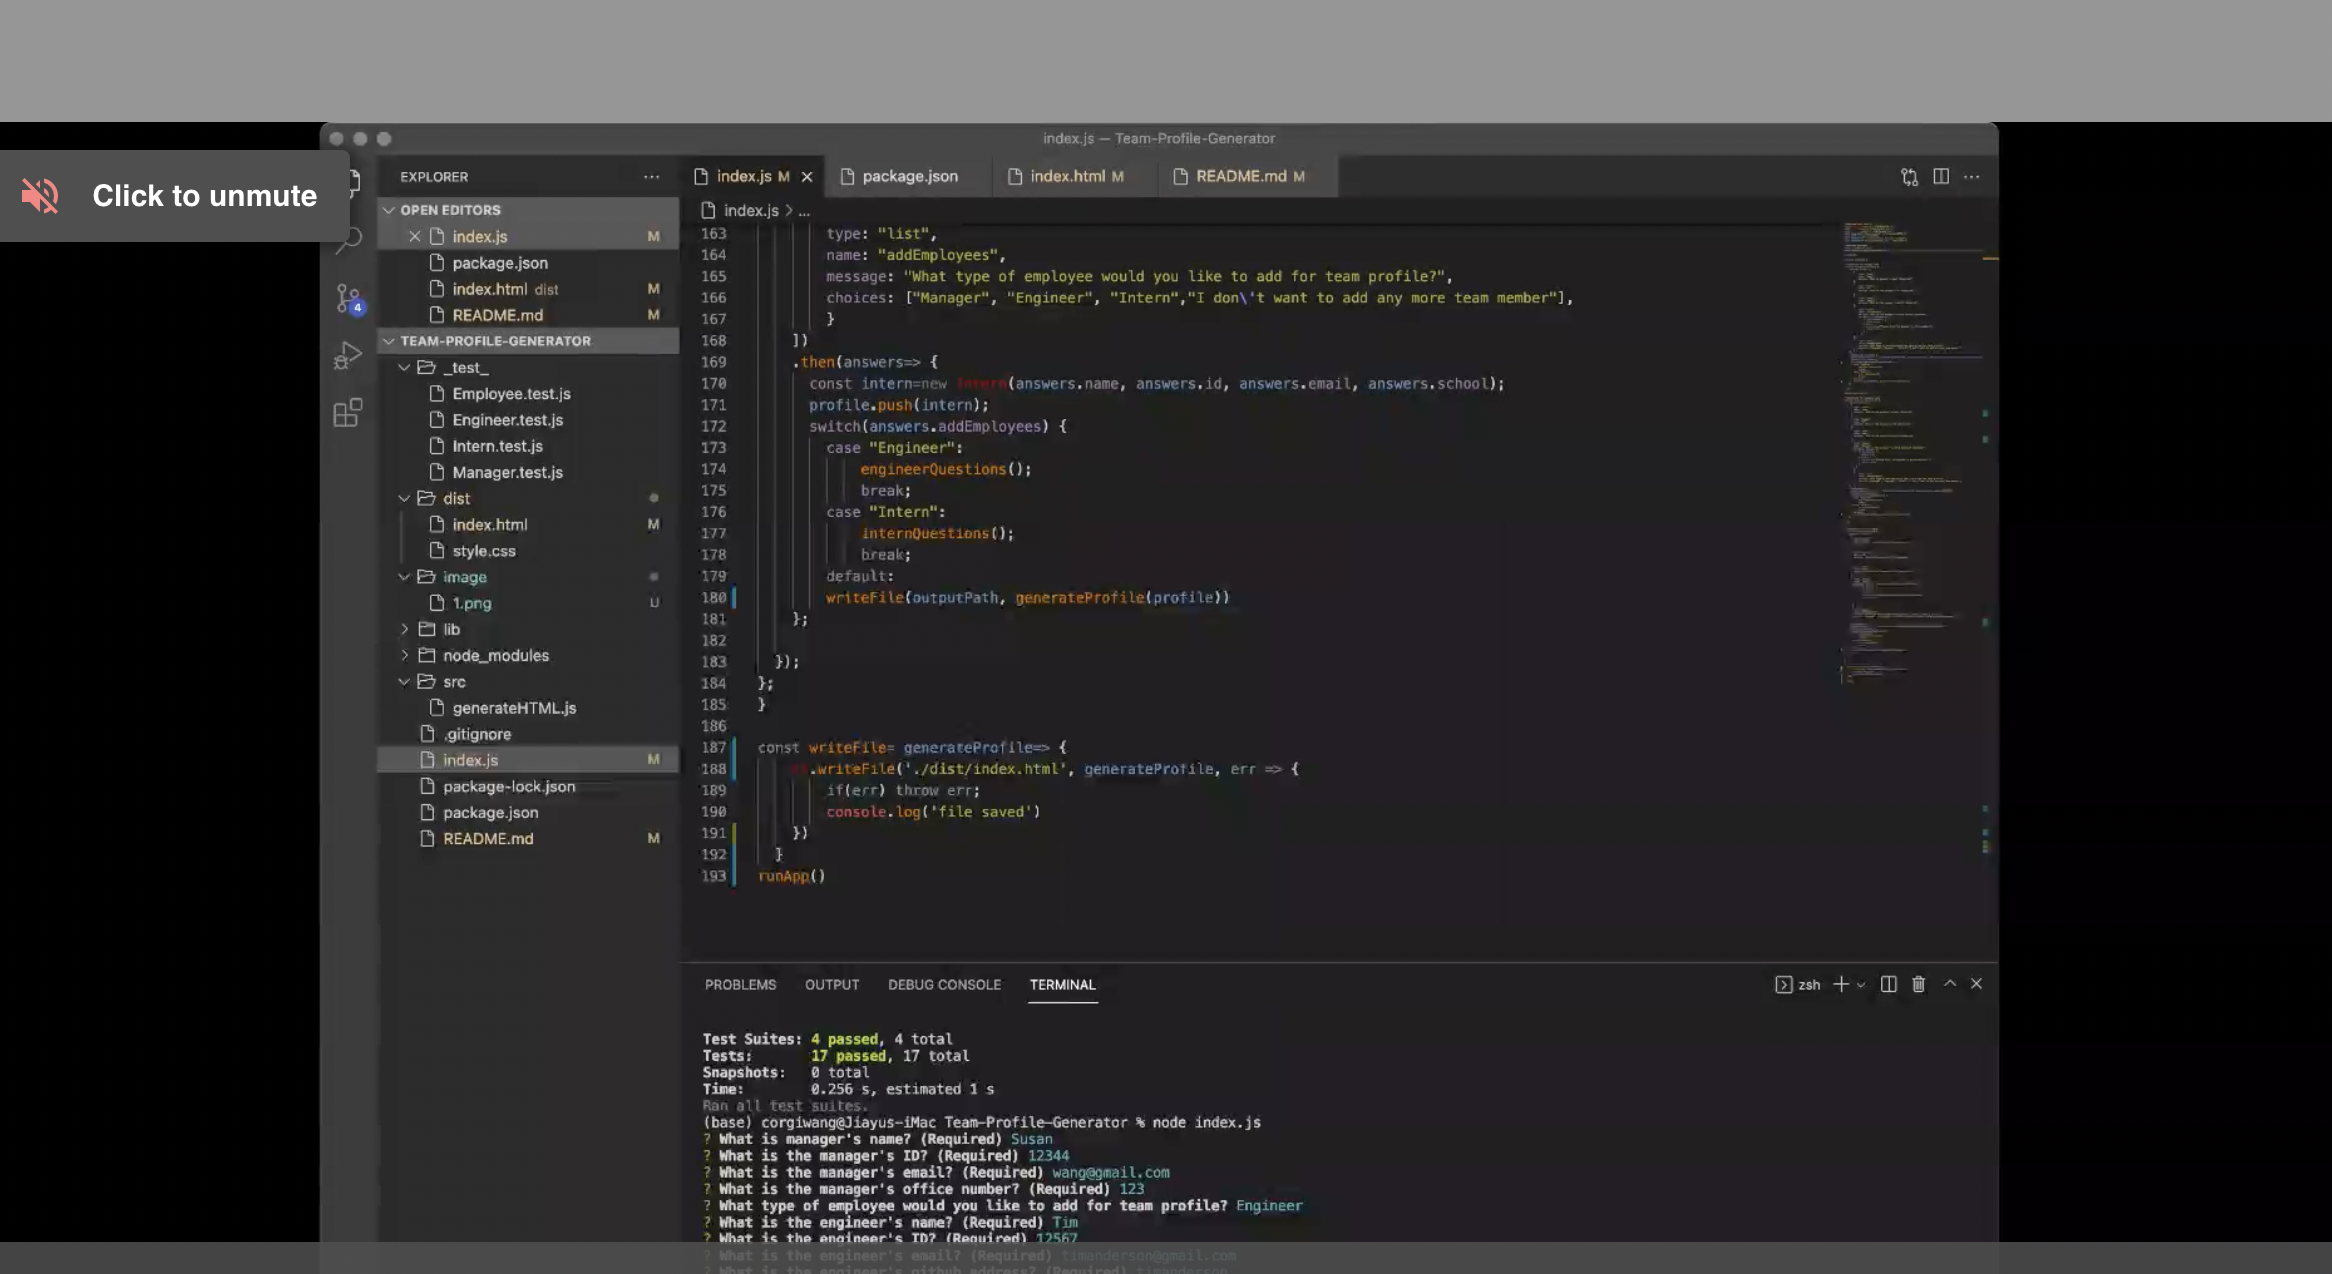 index.js — Team-Profile-Generator
Click to unmute
EXPLORER
OPEN EDITORS
index.js M
package.json
index.html dist M
README.md M
4
TEAM-PROFILE-GENERATOR
_test_
Employee.test.js
Engineer.test.js
Intern.test.js
Manager.test.js
dist
index.html M
style.css
image
1.png U
lib
node_modules
src
generateHTML.js
.gitignore
index.js M
package-lock.json
package.json
README.md M
index.js M package.json index.html M README.md M
index.js > ...
163 type: "list",
164 name: "addEmployees",
165 message: "What type of employee would you like to add for team profile?",
166 choices: ["Manager", "Engineer", "Intern","I don\'t want to add any more team member"],
167 }
168 ])
169 .then(answers=> {
170 const intern=new Intern(answers.name, answers.id, answers.email, answers.school);
171 profile.push(intern);
172 switch(answers.addEmployees) {
173 case "Engineer":
174 engineerQuestions();
175 break;
176 case "Intern":
177 internQuestions();
178 break;
179 default:
180 writeFile(outputPath, generateProfile(profile))
181 };
182
183 });
184 };
185 }
186
187 const writeFile= generateProfile=> {
188 .writeFile('./dist/index.html', generateProfile, err => {
189 if(err) throw err;
190 console.log('file saved')
191 })
192 }
193 runApp()
PROBLEMS OUTPUT DEBUG CONSOLE TERMINAL
zsh
Test Suites: 4 passed, 4 total
Tests: 17 passed, 17 total
Snapshots: 0 total
Time: 0.256 s, estimated 1 s
Ran all test suites.
(base) corgiwang@Jiayus-iMac Team-Profile-Generator % node index.js
? What is manager's name? (Required) Susan
? What is the manager's ID? (Required) 12344
? What is the manager's email? (Required) wang@gmail.com
? What is the manager's office number? (Required) 123
? What type of employee would you like to add for team profile? Engineer
? What is the engineer's name? (Required) Tim
? What is the engineer's ID? (Required) 12567
? What is the engineer's email? (Required) timanderson@gmail.com
? What is the engineer's github address? (Required) timanderson